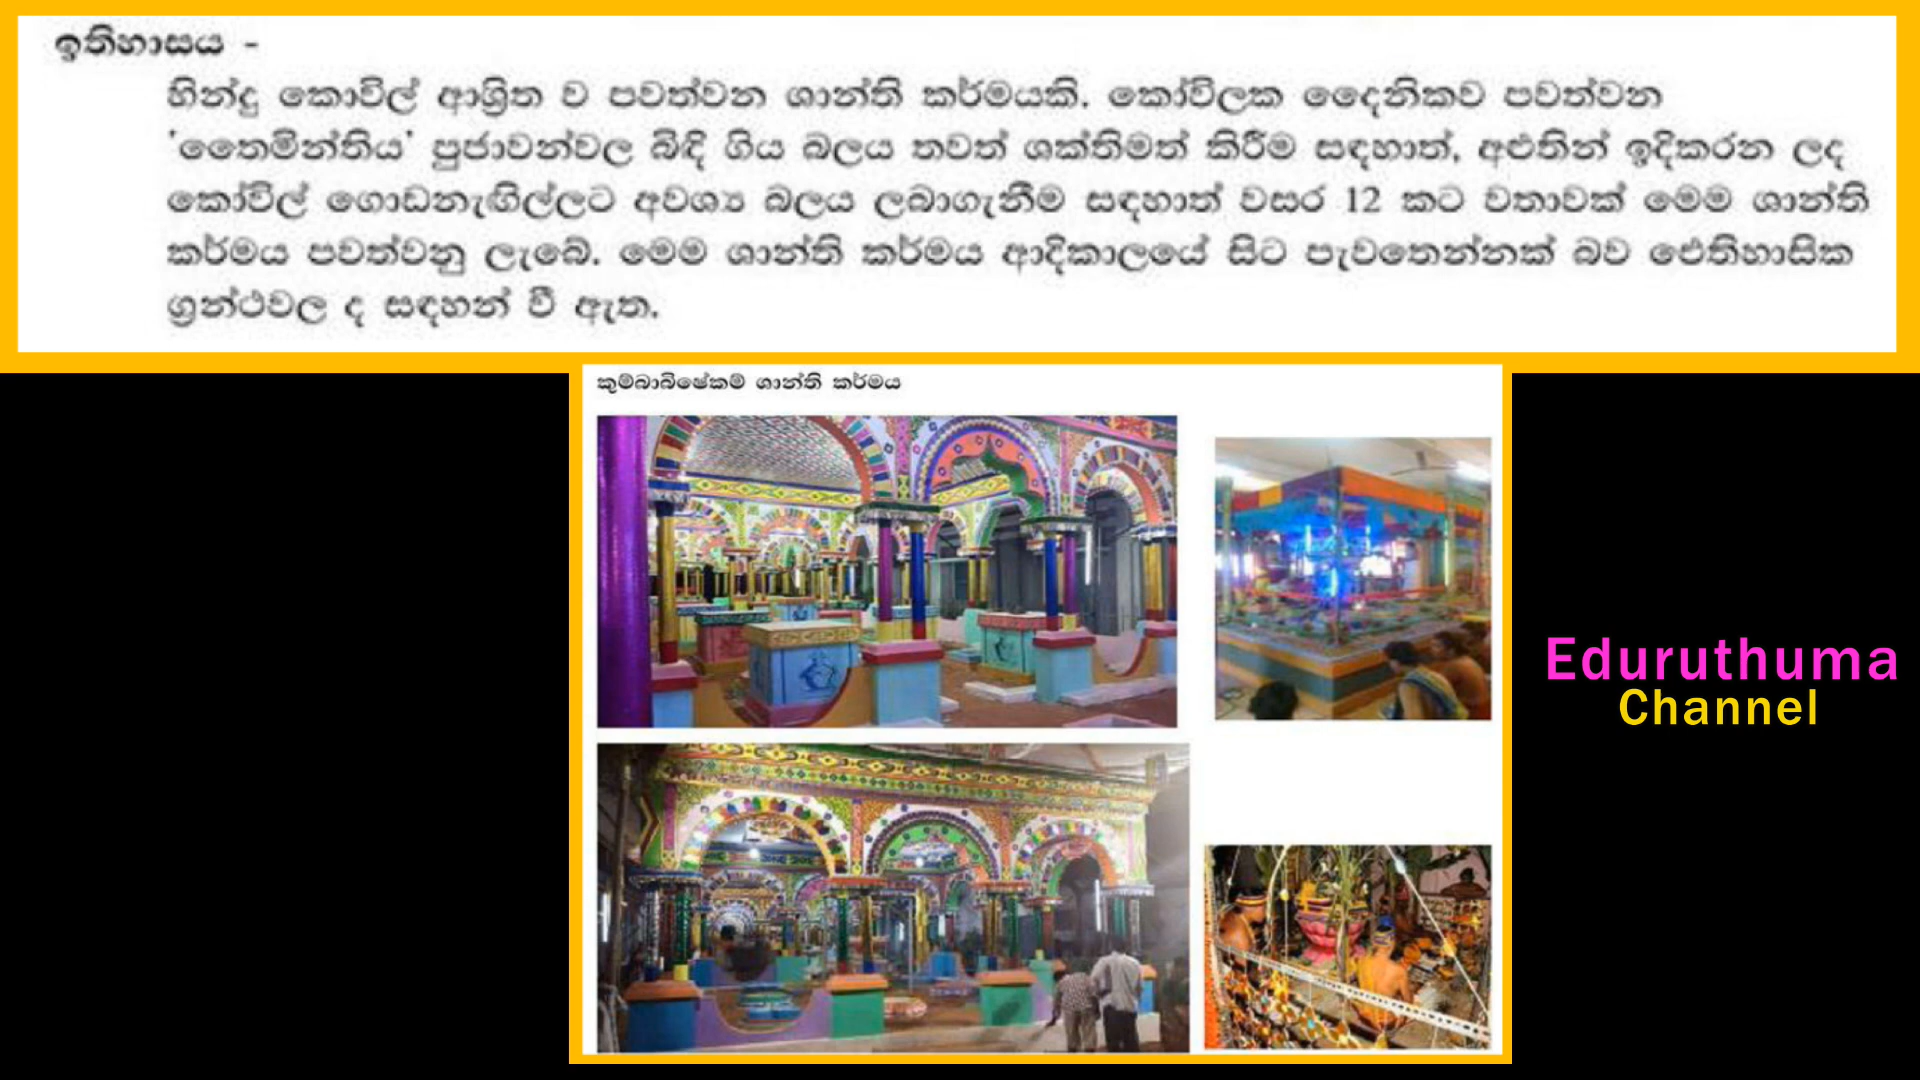 ඉතිහාසය -
හින්දු කොවිල් ආශ්‍රිත ව පවත්වන ශාන්ති කර්මයකි. කෝවිලක දෛනිකව පවත්වන
'තෛමින්තිය' පුජාවන්වල බිඳී ගිය බලය තවත් ශක්තිමත් කිරීම සඳහාත්, අළුතින් ඉදිකරන ලද
කෝවිල් ගොඩනැඟිල්ලට අවශ්‍ය බලය ලබාගැනීම සඳහාත් වසර 12 කට වතාවක් මෙම ශාන්ති
කර්මය පවත්වනු ලැබේ. මෙම ශාන්ති කර්මය ආදිකාලයේ සිට පැවතෙන්නක් බව ඓතිහාසික
ග්‍රන්ථවල ද සඳහන් වී ඇත.
කුම්බාබිෂේකම් ශාන්ති කර්මය
Eduruthuma
Channel